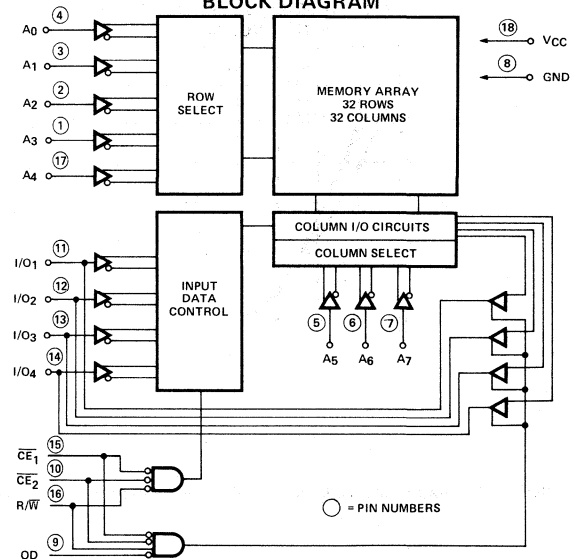 BLOCK DIAGRAM
4
A0
3
A1
2
A2
1
A3
17
A4
ROW
SELECT
MEMORY ARRAY
32 ROWS
32 COLUMNS
18
VCC
8
GND
COLUMN I/O CIRCUITS
COLUMN SELECT
11
I/O1
12
I/O2
13
I/O3
14
I/O4
INPUT
DATA
CONTROL
5
6
7
A5
A6
A7
15
C̅E̅1
10
C̅E̅2
16
R/W̅
9
OD
= PIN NUMBERS